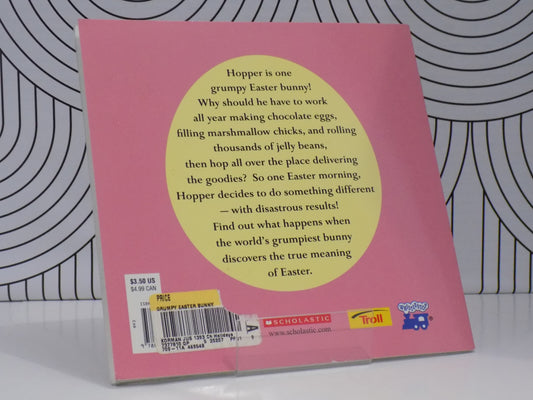 Hopper is one
grumpy Easter bunny!
Why should he have to work
all year making chocolate eggs,
filling marshmallow chicks, and rolling
thousands of jelly beans,
then hop all over the place delivering
the goodies? So one Easter morning,
Hopper decides to do something different
— with disastrous results!
Find out what happens when
the world's grumpiest bunny
discovers the true meaning
of Easter.
$3.50 US
$4.99 CAN
PRICE
GRUMPY EASTER BUNNY
KORMAN JUS
A
SCHOLASTIC
www.scholastic.com
Troll